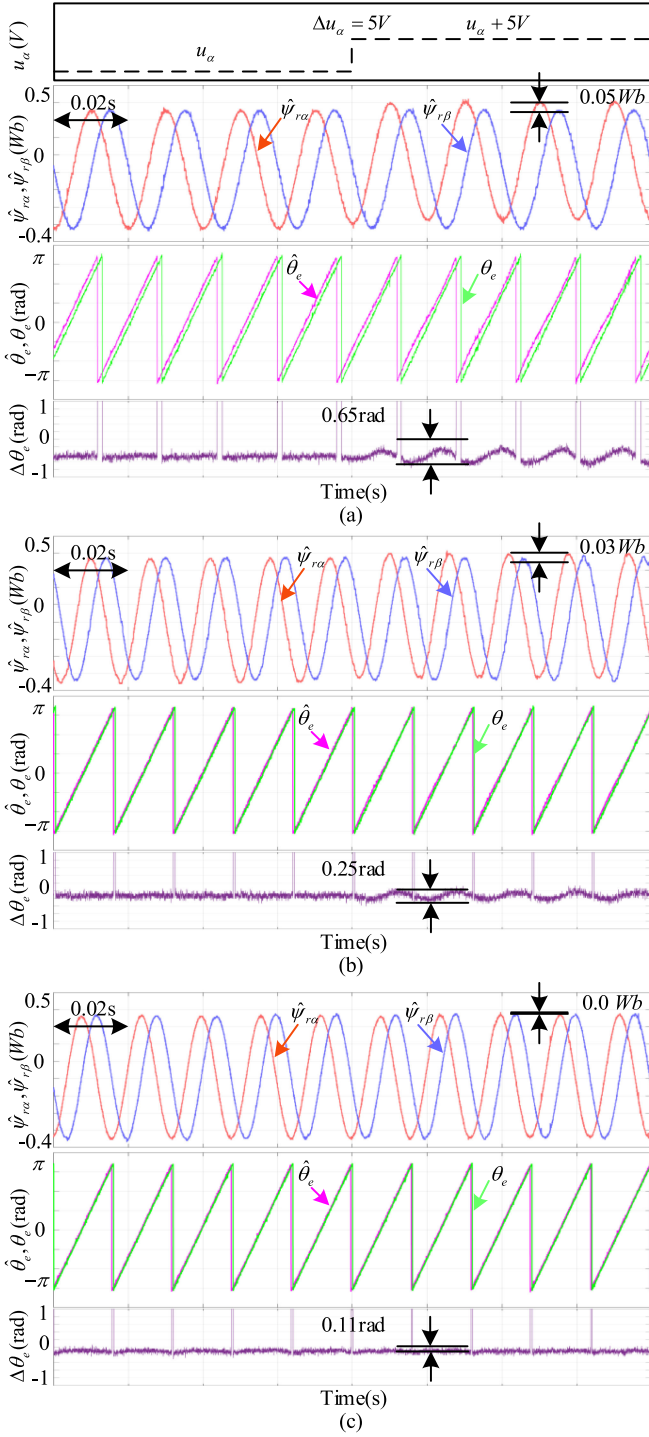 u_α(V)
Δu_α = 5V
u_α
u_α + 5V
ψ̂_rα, ψ̂_rβ (Wb)
0.5
0
-0.4
0.02s
ψ̂_rα
ψ̂_rβ
0.05 Wb
θ̂_e, θ_e (rad)
π
0
−π
θ̂_e
θ_e
Δθ_e (rad)
1
0
-1
0.65rad
Time(s)
(a)
ψ̂_rα, ψ̂_rβ (Wb)
0.5
0
-0.4
0.02s
ψ̂_rα
ψ̂_rβ
0.03 Wb
θ̂_e, θ_e (rad)
π
0
−π
θ̂_e
θ_e
Δθ_e (rad)
1
0
-1
0.25rad
Time(s)
(b)
ψ̂_rα, ψ̂_rβ (Wb)
0.5
0
-0.4
0.02s
ψ̂_rα
ψ̂_rβ
0.0 Wb
θ̂_e, θ_e (rad)
π
0
−π
θ̂_e
θ_e
Δθ_e (rad)
1
0
-1
0.11rad
Time(s)
(c)